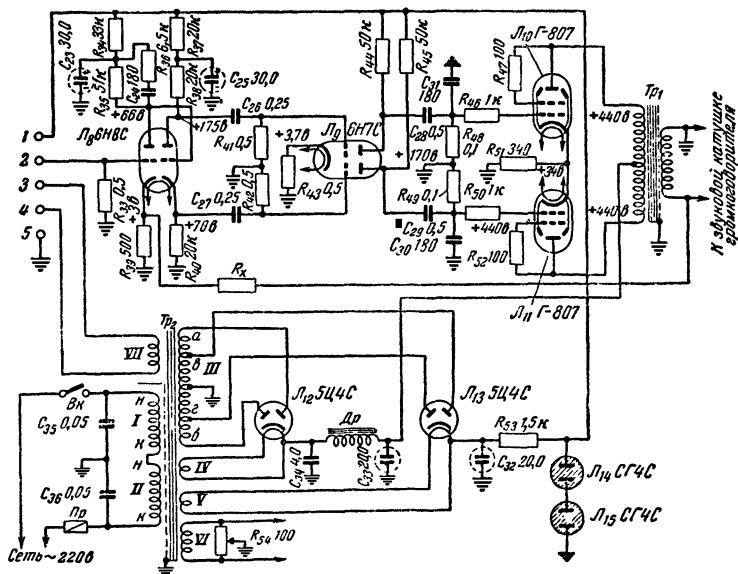 R34 33к
C23 30,0
R35 51к
C24 180
R36 6,5к
R37 20к
R38 20к
C25 30,0
+66в
+175в
Л8 6Н8С
1
2
3
4
5
R33 0,5
+3в
R39 500
+70в
R40 20к
C26 0,25
C27 0,25
R41 0,5
R42 0,5
+3,7в
R43 0,5
Л9 6Н7С
R44 50к
R45 50к
C31 180
C28 0,5
+170в
R46 1к
R48 0,1
R49 0,1
R50 1к
C29 0,5
C30 180
R47 100
Л10 Г-807
R51 340
+34в
+440в
+440в
+440в
R52 100
Л11 Г-807
Тр1
К звуковой катушке громкоговорителя
Rx
Тр2
VII
I
II
III
IV
V
VI
н
к
н
к
а
в
г
б
Вк
C35 0,05
C36 0,05
Пр
Сеть ~ 220в
R54 100
Л12 5Ц4С
C34 4,0
Др
C33 20,0
Л13 5Ц4С
C32 20,0
R53 1,5к
Л14 СГ4С
Л15 СГ4С